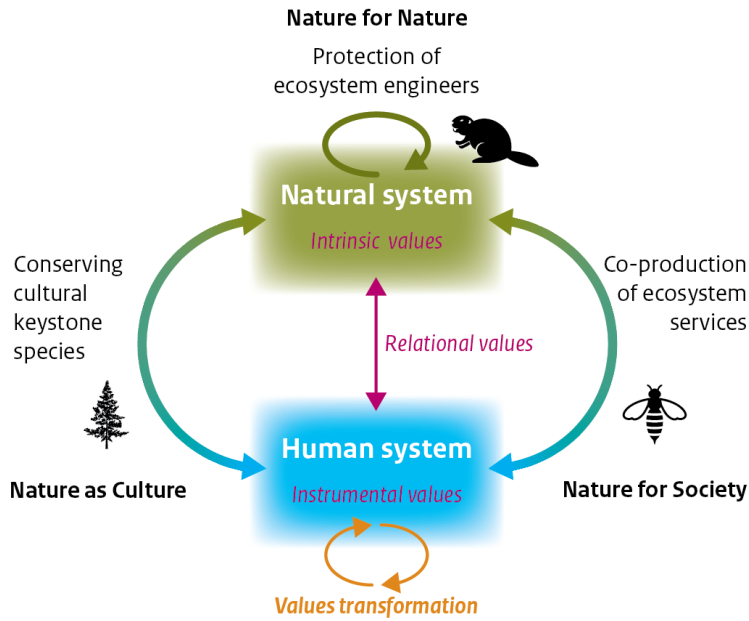 Nature for Nature
Protection of
ecosystem engineers
Natural system
Intrinsic values
Conserving
cultural
keystone
species
Co-production
of ecosystem
services
Relational values
Human system
Instrumental values
Nature as Culture
Nature for Society
Values transformation